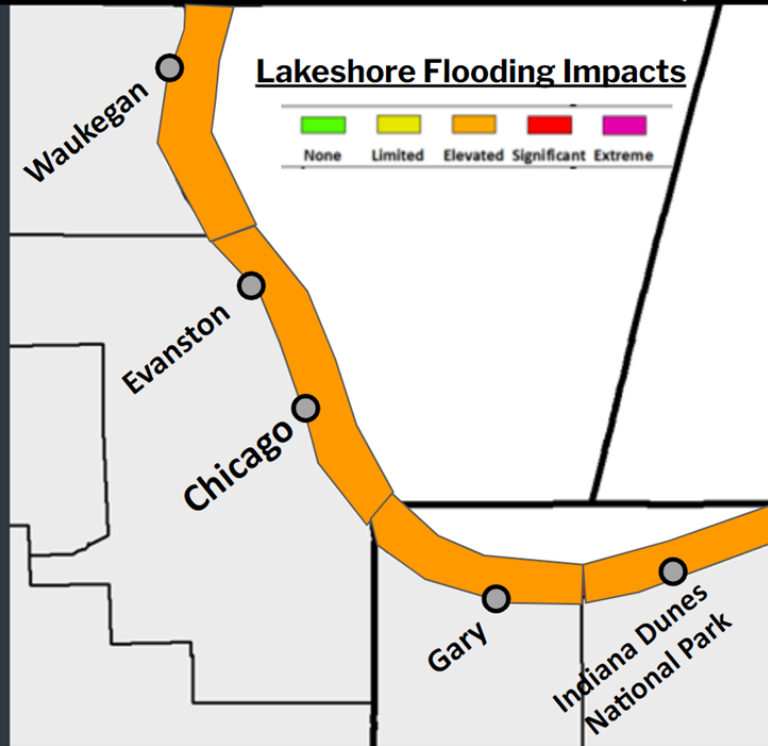 Lakeshore Flooding Impacts
None Limited Elevated Significant Extreme
Waukegan
Evanston
Chicago
Gary
Indiana Dunes
National Park